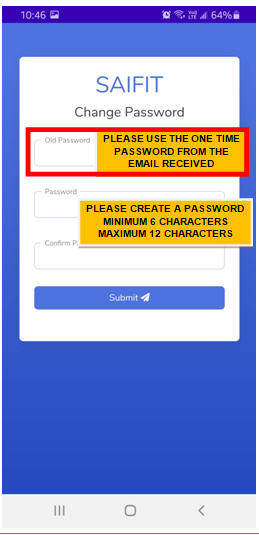 10:46 64%
SAIFIT
Change Password
Old Password
PLEASE USE THE ONE TIME
PASSWORD FROM THE
EMAIL RECEIVED
Password
PLEASE CREATE A PASSWORD
MINIMUM 6 CHARACTERS
MAXIMUM 12 CHARACTERS
Confirm
Submit